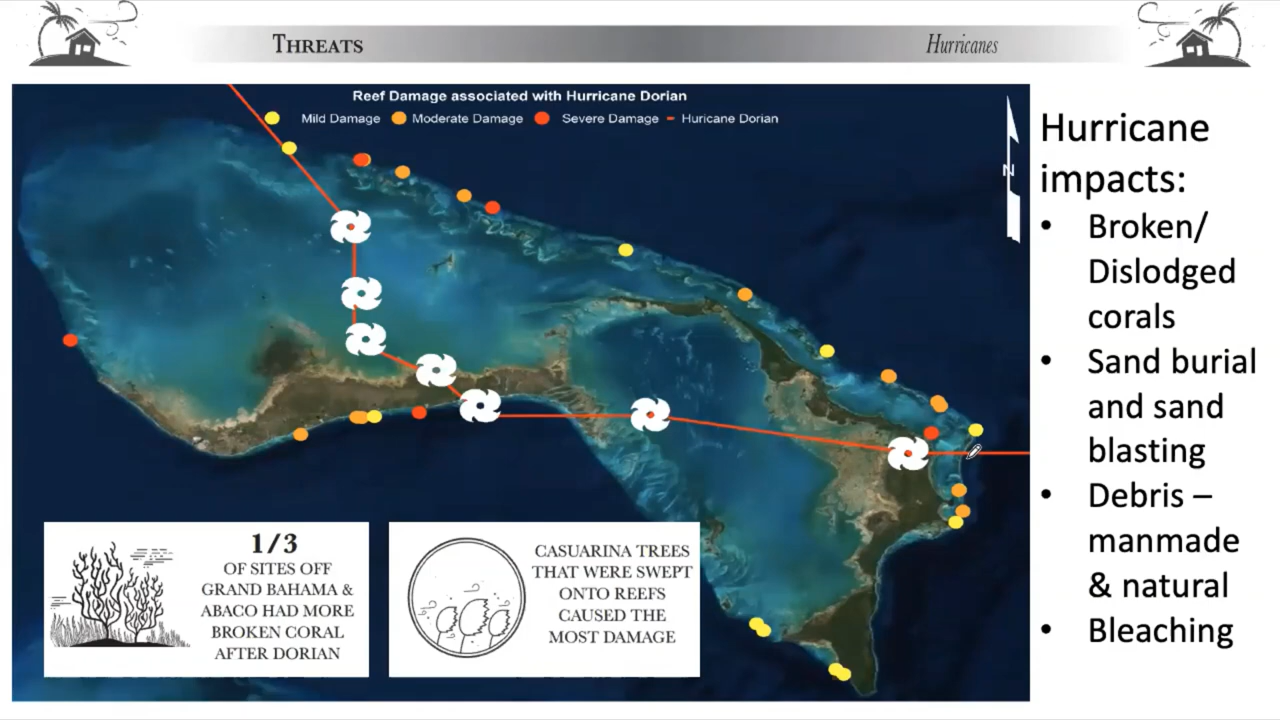 THREATS
Hurricanes
Reef Damage associated with Hurricane Dorian
Mild Damage
Moderate Damage
Severe Damage
Huricane Dorian
N
Hurricane
impacts:
• Broken/
Dislodged
corals
• Sand burial
and sand
blasting
• Debris –
manmade
& natural
• Bleaching
1/3
OF SITES OFF
GRAND BAHAMA &
ABACO HAD MORE
BROKEN CORAL
AFTER DORIAN
CASUARINA TREES
THAT WERE SWEPT
ONTO REEFS
CAUSED THE
MOST DAMAGE